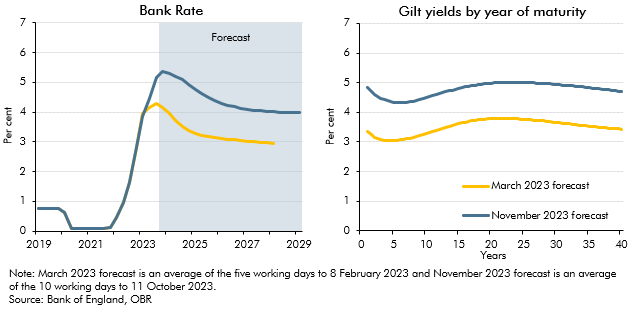 Bank Rate
7
6
5
4
3
2
1
0
Per cent
Forecast
2019 2021 2023 2025 2027 2029
Gilt yields by year of maturity
7
6
5
4
3
2
1
0
Per cent
March 2023 forecast
November 2023 forecast
0 5 10 15 20 25 30 35 40
Years
Note: March 2023 forecast is an average of the five working days to 8 February 2023 and November 2023 forecast is an average
of the 10 working days to 11 October 2023.
Source: Bank of England, OBR